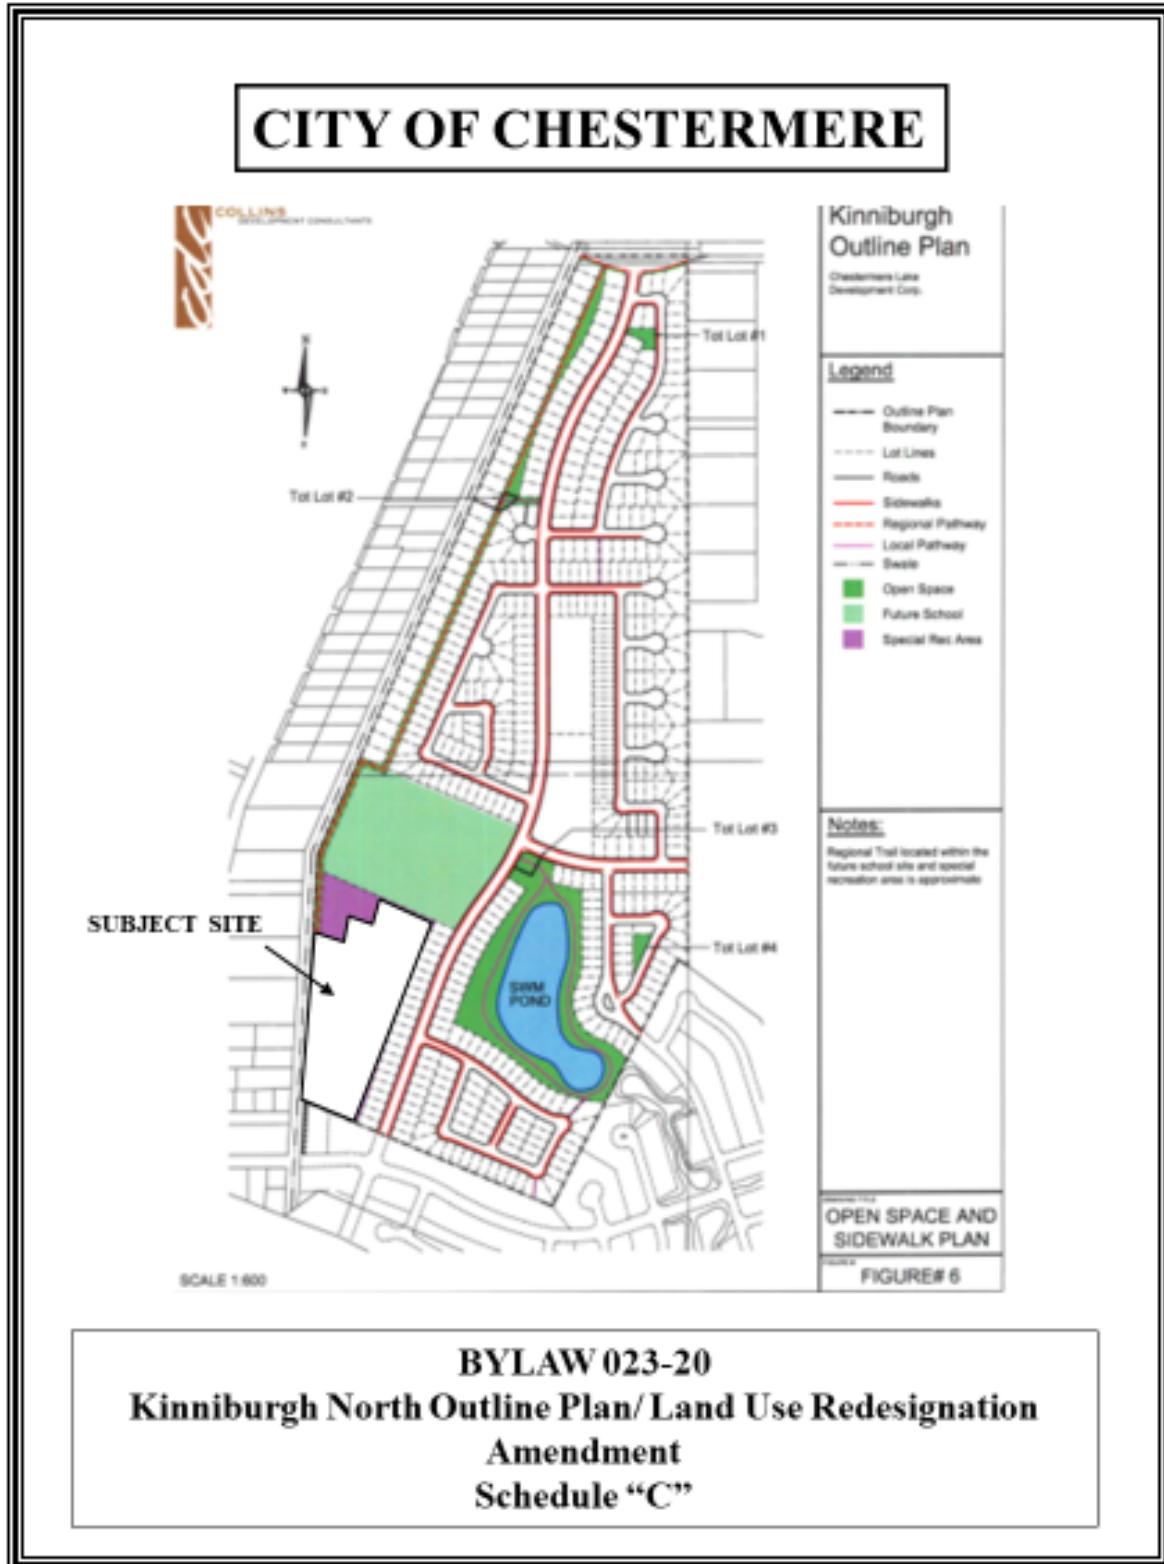 CITY OF CHESTERMERE
COLLINS
DEVELOPMENT CONSULTANTS
Kinniburgh
Outline Plan
Chestermere Lake
Development Corp.
Tot Lot #1
Legend
Outline Plan
Boundary
Lot Lines
Roads
Sidewalks
Regional Pathway
Local Pathway
Swale
Open Space
Future School
Special Rec Area
Tot Lot #2
Tot Lot #3
Notes:
Regional Trail located within the
future school site and special
recreation area is approximate
SUBJECT SITE
Tot Lot #4
SWM
POND
DRAWING TITLE
OPEN SPACE AND
SIDEWALK PLAN
FIGURE# 6
SCALE 1:600
BYLAW 023-20
Kinniburgh North Outline Plan/ Land Use Redesignation
Amendment
Schedule “C”